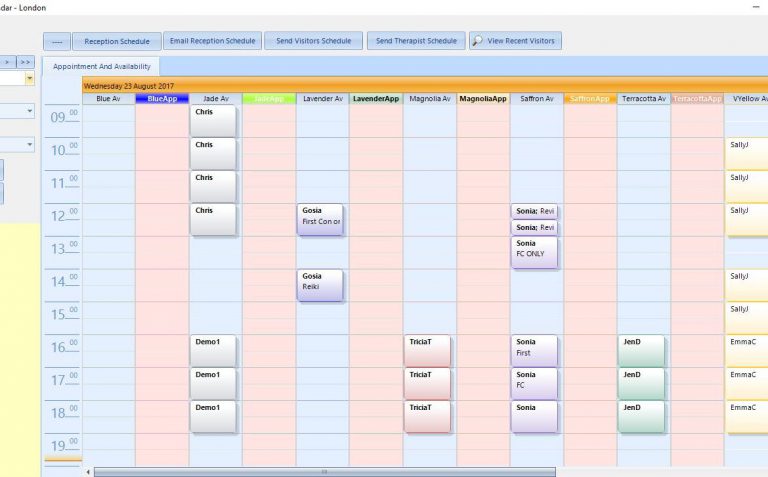 dar - London
---- Reception Schedule Email Reception Schedule Send Visitors Schedule Send Therapist Schedule View Recent Visitors
> >>
Appointment And Availability
Wednesday 23 August 2017
Blue Av BlueApp Jade Av JadeApp Lavender Av LavenderApp Magnolia Av MagnoliaApp Saffron Av SaffronApp Terracotta Av TerracottaApp VYellow Av
09 00 Chris
10 00 Chris SallyJ
11 00 Chris SallyJ
12 00 Chris Gosia Sonia; Revi SallyJ
First Con or
Sonia; Revi
13 00 Sonia
FC ONLY
14 00 Gosia SallyJ
Reiki
15 00 SallyJ
16 00 Demo1 TriciaT Sonia JenD EmmaC
First
17 00 Demo1 TriciaT Sonia JenD EmmaC
FC
18 00 Demo1 TriciaT Sonia JenD EmmaC
19 00